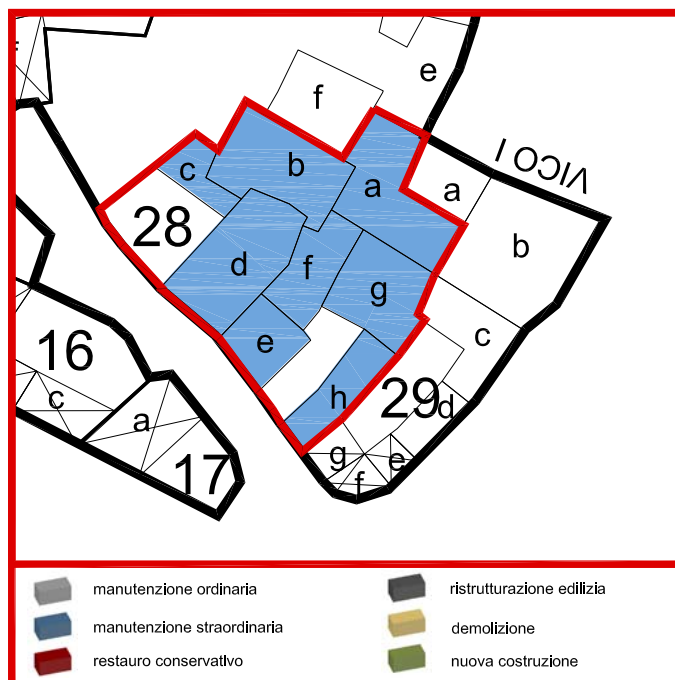 f
e
f
VICO I
b
c
a
a
28
b
d
f
g
16
e
c
c
h
29
d
a
g
e
17
f
manutenzione ordinaria
ristrutturazione edilizia
manutenzione straordinaria
demolizione
restauro conservativo
nuova costruzione